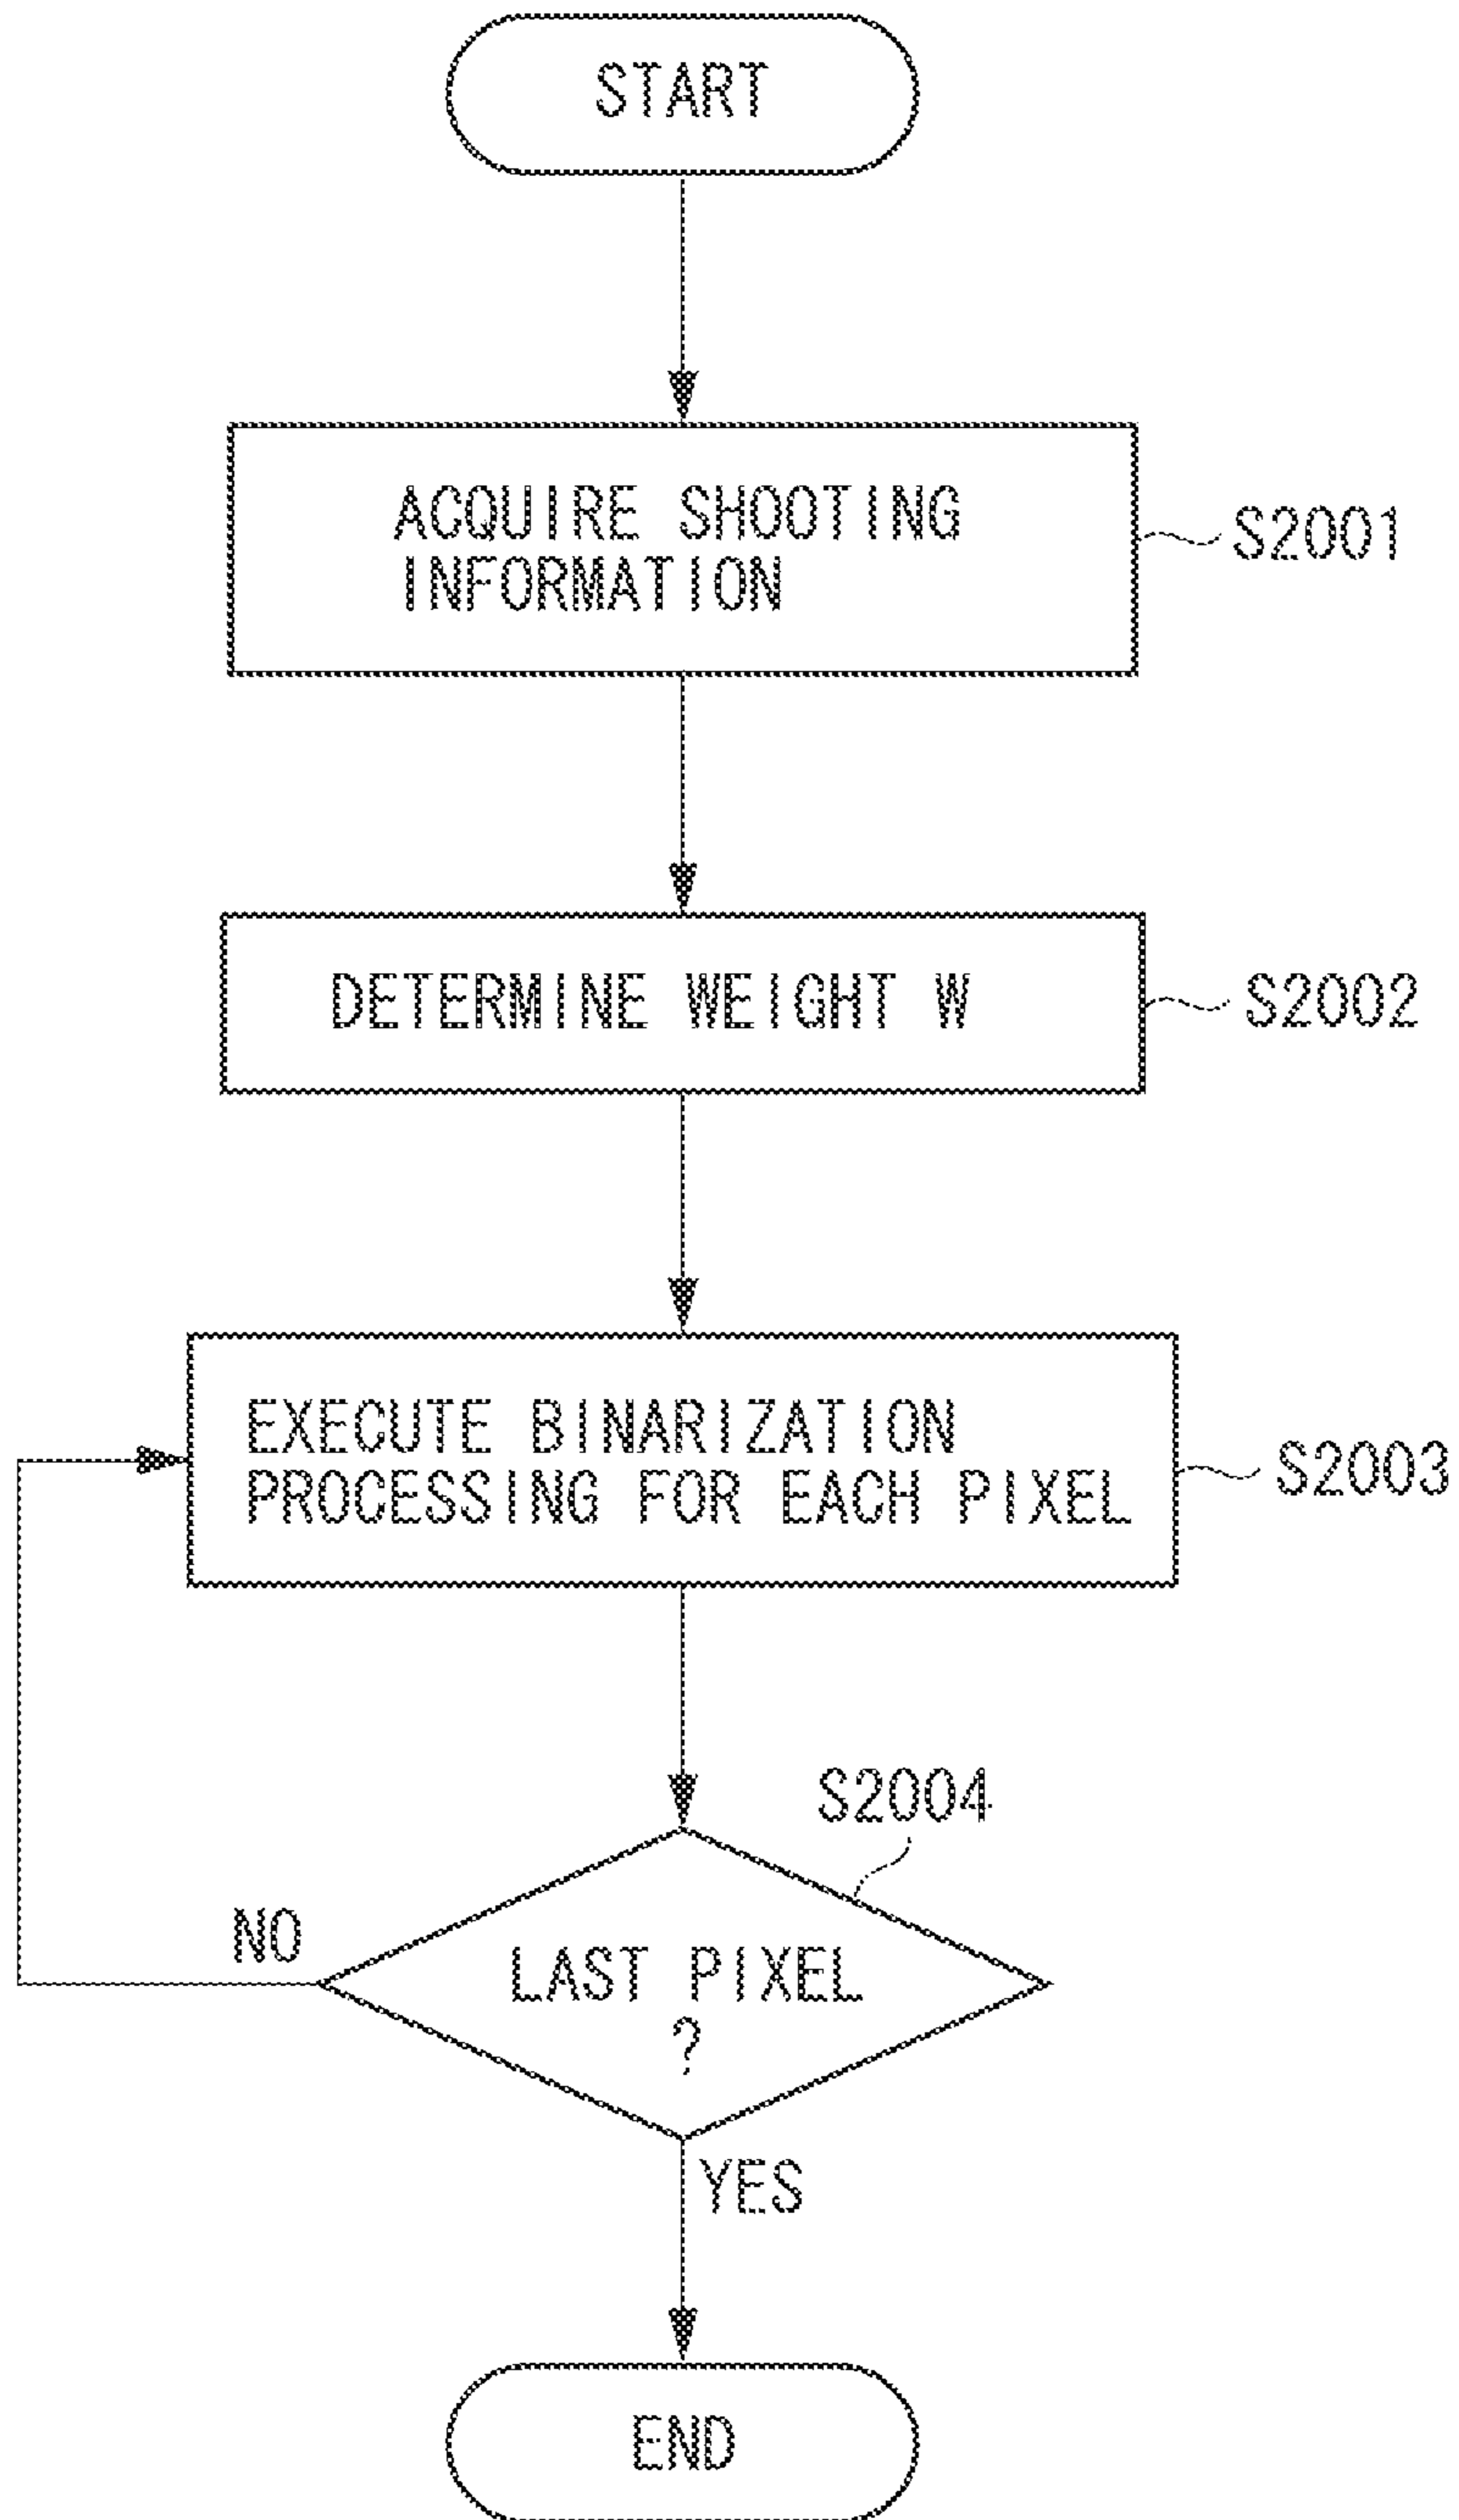 START
ACQUIRE SHOOTING
INFORMATION
S2001
DETERMINE WEIGHT W
S2002
EXECUTE BINARIZATION
PROCESSING FOR EACH PIXEL
S2003
S2004
NO
LAST PIXEL
?
YES
END